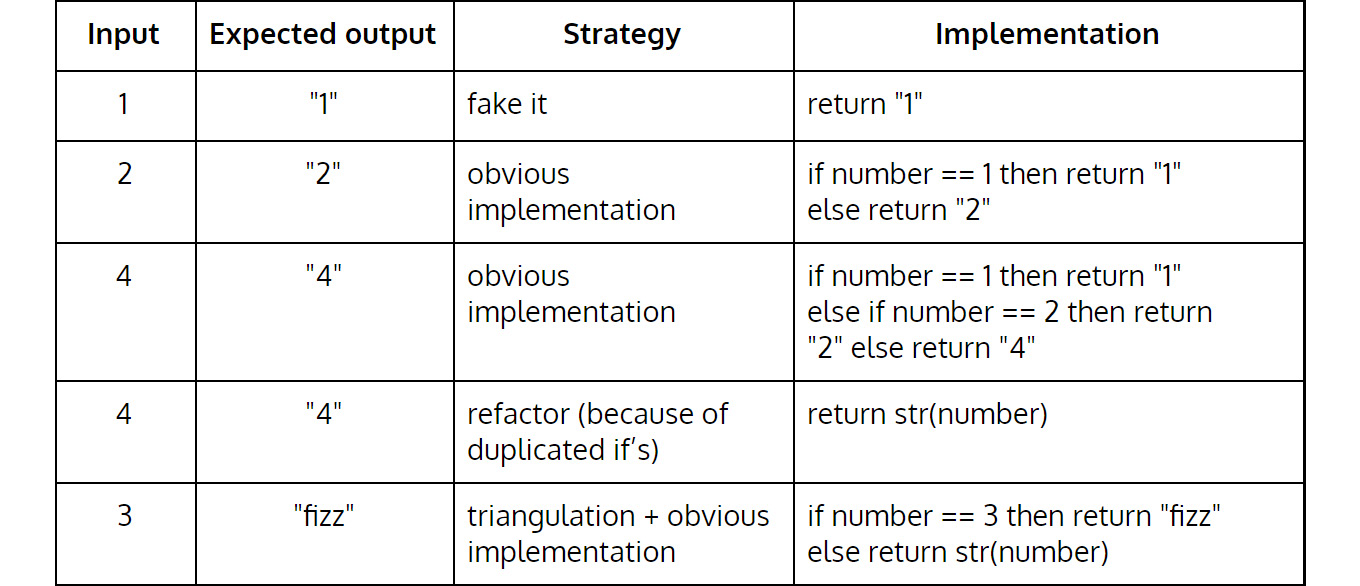 Input Expected output Strategy Implementation
1 "1" fake it return "1"
2 "2" obvious if number == 1 then return "1"
implementation else return "2"
4 "4" obvious if number == 1 then return "1"
implementation else if number == 2 then return
"2" else return "4"
4 "4" refactor (because of return str(number)
duplicated if's)
3 "fizz" triangulation + obvious if number == 3 then return "fizz"
implementation else return str(number)